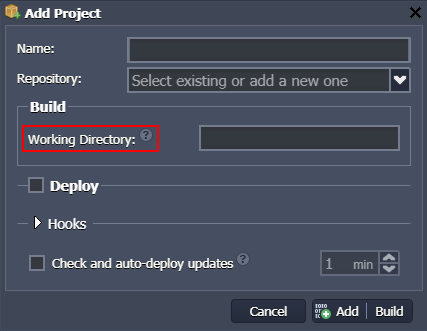 Add Project
Name:
Repository: Select existing or add a new one
Build
Working Directory: ?
Deploy
Hooks
Check and auto-deploy updates ? 1 min
Cancel Add Build